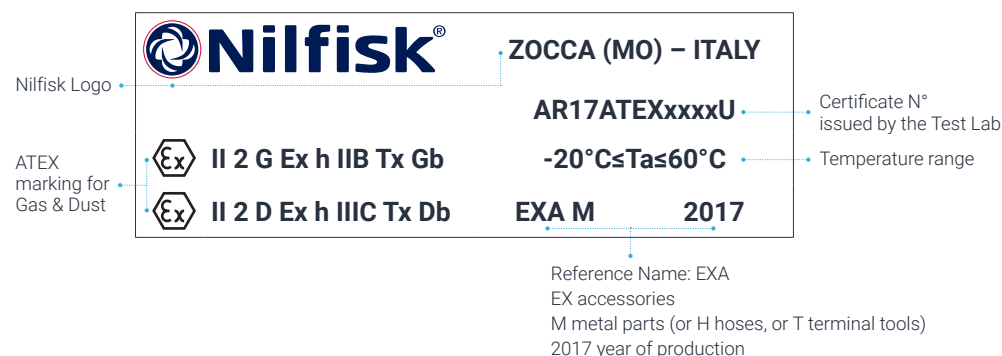 Nilfisk®
ZOCCA (MO) – ITALY
Nilfisk Logo
AR17ATEXxxxxU
Certificate N°
issued by the Test Lab
ATEX
marking for
Gas & Dust
Ex II 2 G Ex h IIB Tx Gb
-20°C≤Ta≤60°C
Temperature range
Ex II 2 D Ex h IIIC Tx Db
EXA M 2017
Reference Name: EXA
EX accessories
M metal parts (or H hoses, or T terminal tools)
2017 year of production